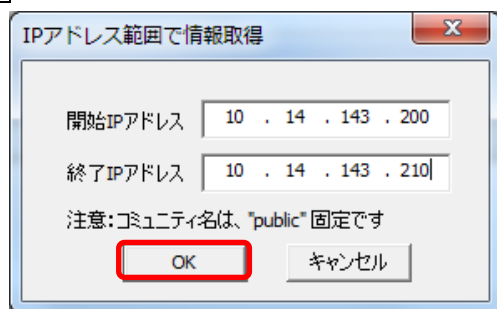 IPアドレス範囲で情報取得
開始IPアドレス 10 . 14 . 143 . 200
終了IPアドレス 10 . 14 . 143 . 210
注意:コミュニティ名は、"public"固定です
OK キャンセル